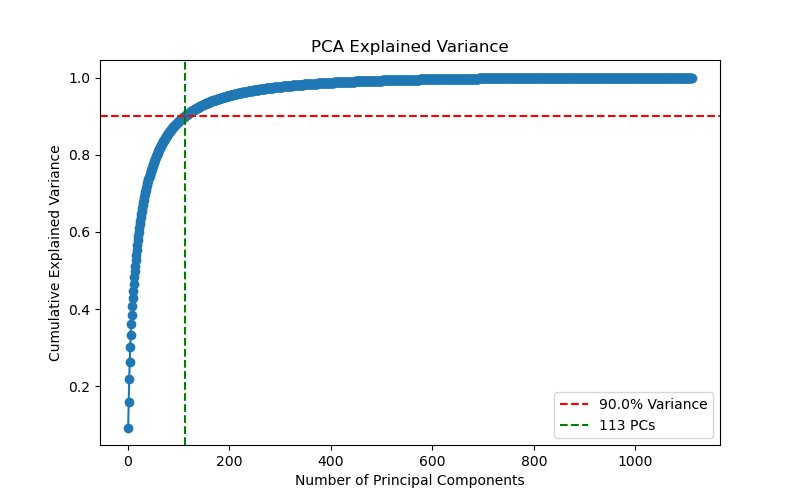 PCA Explained Variance
1.0
0.8
0.6
0.4
0.2
Cumulative Explained Variance
90.0% Variance
113 PCs
0 200 400 600 800 1000
Number of Principal Components